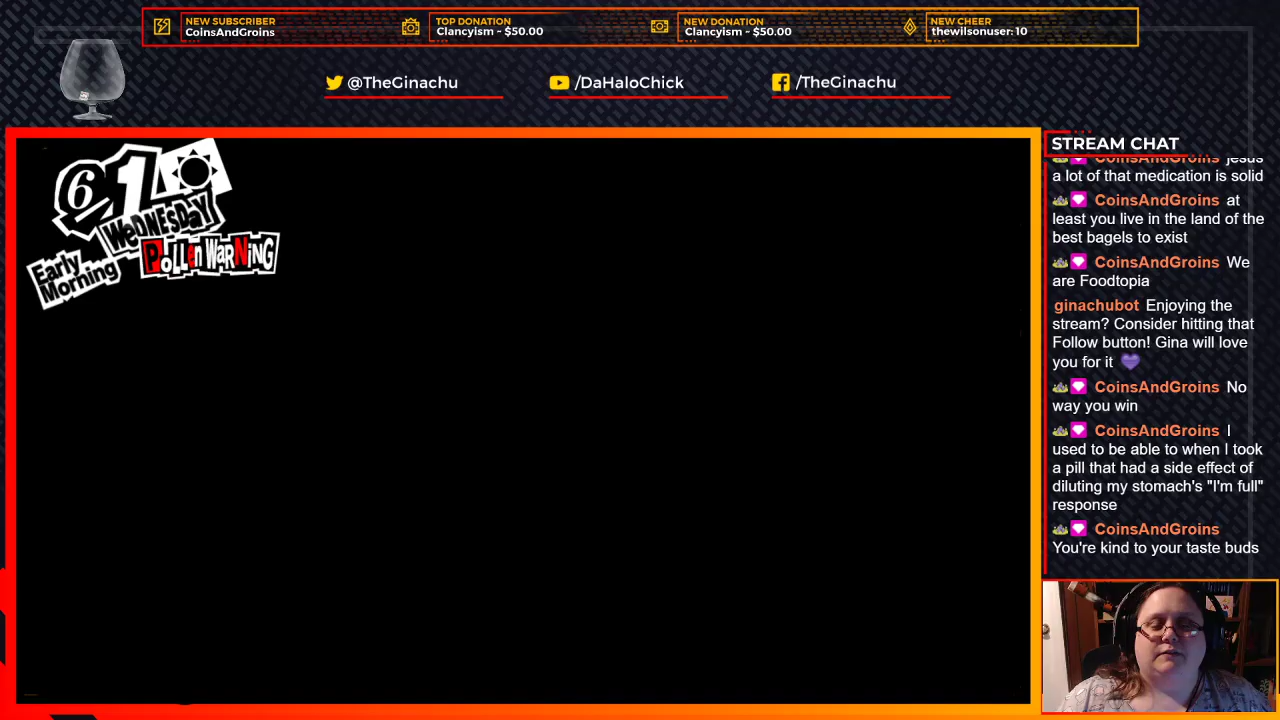 NEW SUBSCRIBER
CoinsAndGroins
TOP DONATION
Clancyism ~ $50.00
NEW DONATION
Clancyism ~ $50.00
NEW CHEER
thewilsonuser: 10
@TheGinachu
/DaHaloChick
/TheGinachu
6/1
WeDNESDaY
Early
Morning
PollEn WaRNiNG
STREAM CHAT
CoinsAndGroins jesus
a lot of that medication is solid
CoinsAndGroins at
least you live in the land of the
best bagels to exist
CoinsAndGroins We
are Foodtopia
ginachubot Enjoying the
stream? Consider hitting that
Follow button! Gina will love
you for it
CoinsAndGroins No
way you win
CoinsAndGroins I
used to be able to when I took
a pill that had a side effect of
diluting my stomach's "I'm full"
response
CoinsAndGroins
You're kind to your taste buds